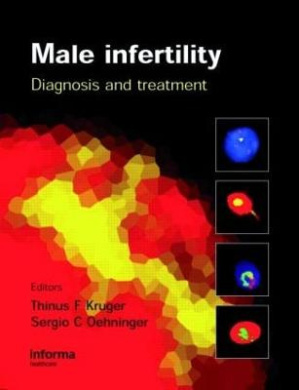 Male infertility
Diagnosis and treatment
Editors
Thinus F Kruger
Sergio C Oehninger
informa
healthcare